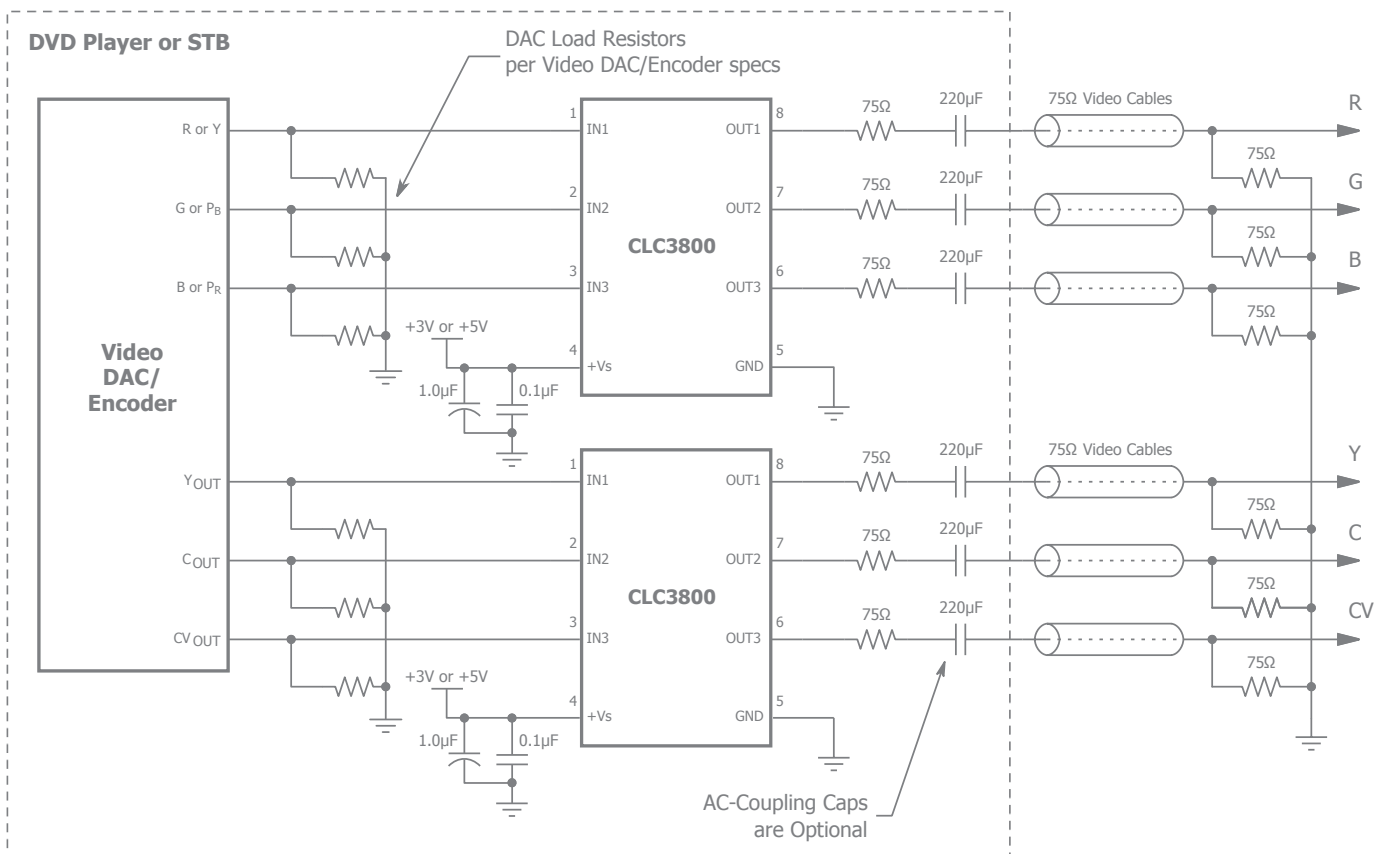 DVD Player or STB
DAC Load Resistors
per Video DAC/Encoder specs
Video
DAC/
Encoder
R or Y
G or PB
B or PR
YOUT
COUT
CVOUT
1
IN1
2
IN2
3
IN3
4
+Vs
CLC3800
8
OUT1
7
OUT2
6
OUT3
5
GND
+3V or +5V
1.0µF
0.1µF
75Ω
220µF
75Ω Video Cables
R
75Ω
75Ω
220µF
G
75Ω
75Ω
220µF
B
75Ω
1
IN1
2
IN2
3
IN3
4
+Vs
CLC3800
8
OUT1
7
OUT2
6
OUT3
5
GND
+3V or +5V
1.0µF
0.1µF
75Ω
220µF
75Ω Video Cables
Y
75Ω
75Ω
220µF
C
75Ω
75Ω
220µF
CV
75Ω
AC-Coupling Caps
are Optional